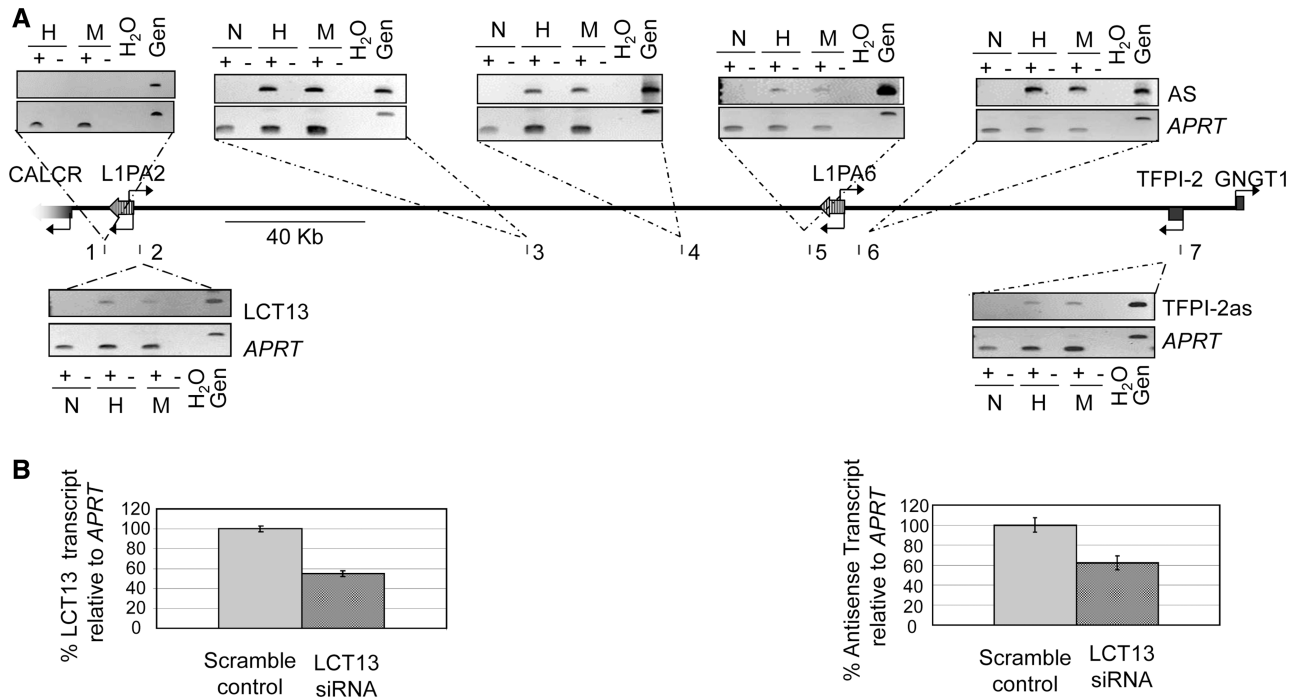 A
H M H₂O Gen
+ - + -
N H M H₂O Gen
+ - + - + -
N H M H₂O Gen
+ - + - + -
N H M H₂O Gen
+ - + - + -
N H M H₂O Gen
+ - + - + -
AS
APRT
CALCR L1PA2 L1PA6 TFPI-2 GNGT1
40 Kb
1 2 3 4 5 6 7
LCT13
APRT
+ - + - + -
N H M H₂O Gen
TFPI-2as
APRT
+ - + - + -
N H M H₂O Gen
B
% LCT13 transcript
relative to APRT
120
100
80
60
40
20
0
Scramble
control
LCT13
siRNA
% Antisense Transcript
relative to APRT
120
100
80
60
40
20
0
Scramble
control
LCT13
siRNA